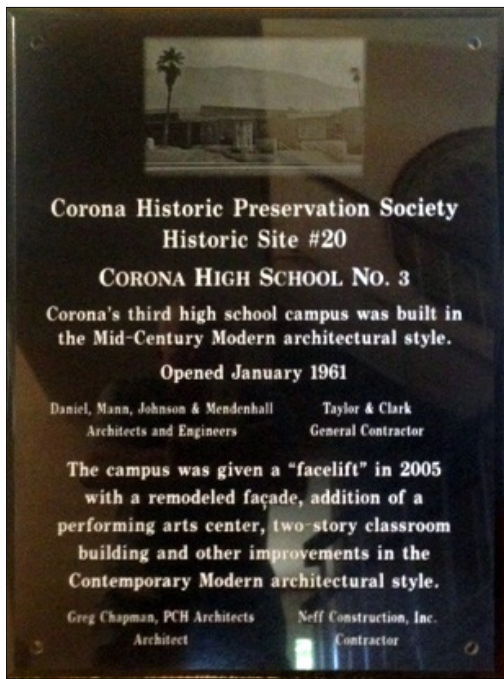 Corona Historic Preservation Society
Historic Site #20
CORONA HIGH SCHOOL NO. 3
Corona's third high school campus was built in
the Mid-Century Modern architectural style.
Opened January 1961
Daniel, Mann, Johnson & Mendenhall
Architects and Engineers
Taylor & Clark
General Contractor
The campus was given a “facelift” in 2005
with a remodeled façade, addition of a
performing arts center, two-story classroom
building and other improvements in the
Contemporary Modern architectural style.
Greg Chapman, PCH Architects
Architect
Neff Construction, Inc.
Contractor